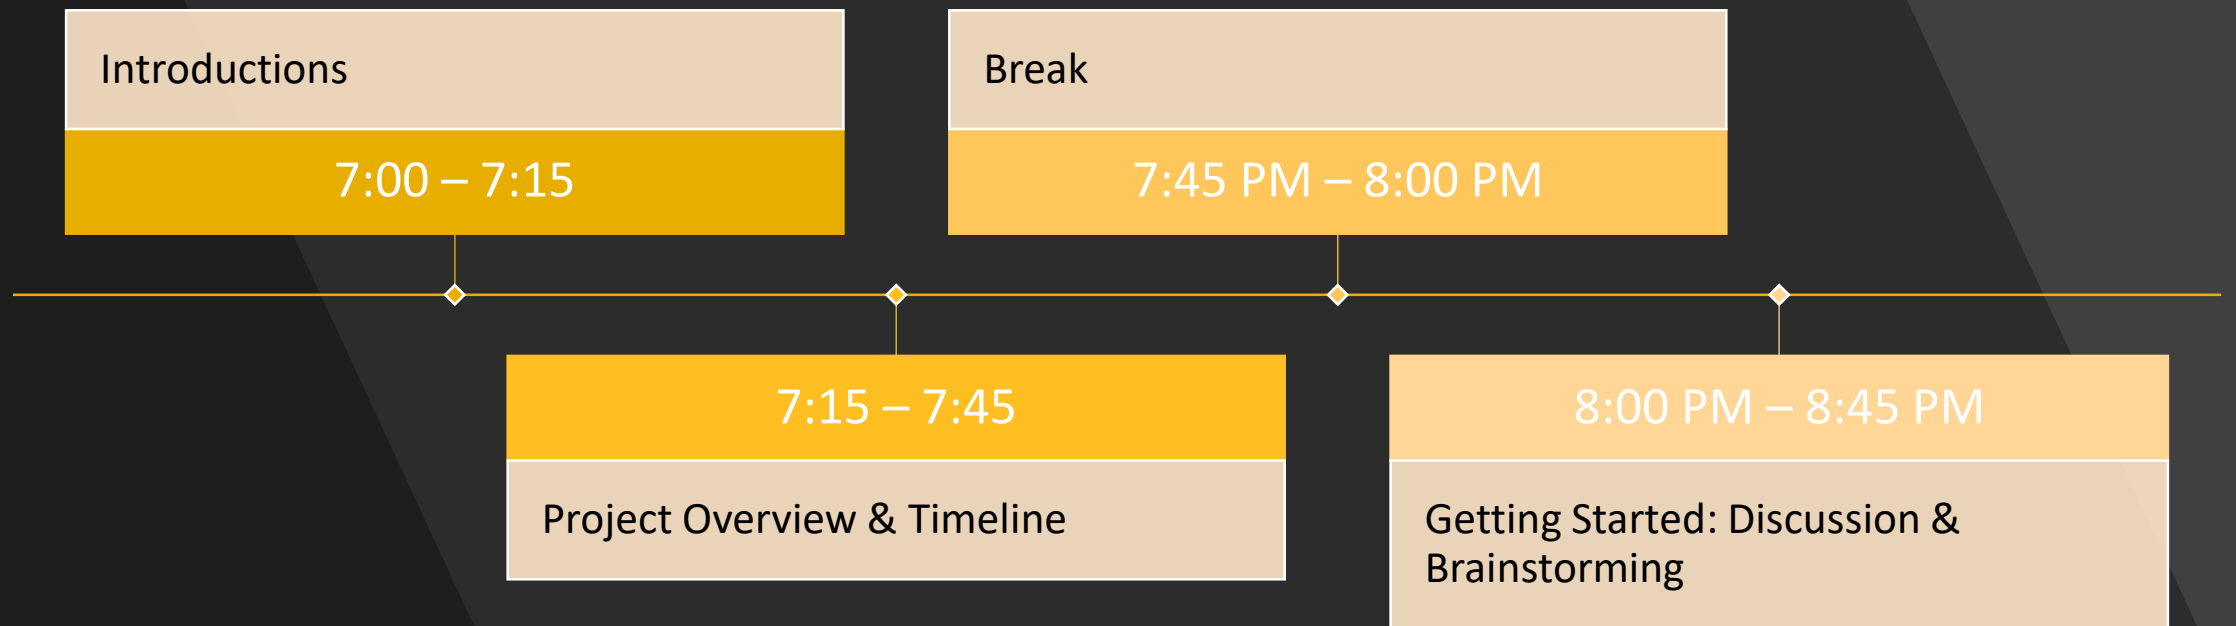 Introductions
7:00 – 7:15
7:15 – 7:45
Project Overview & Timeline
Break
7:45 PM – 8:00 PM
8:00 PM – 8:45 PM
Getting Started: Discussion &
Brainstorming